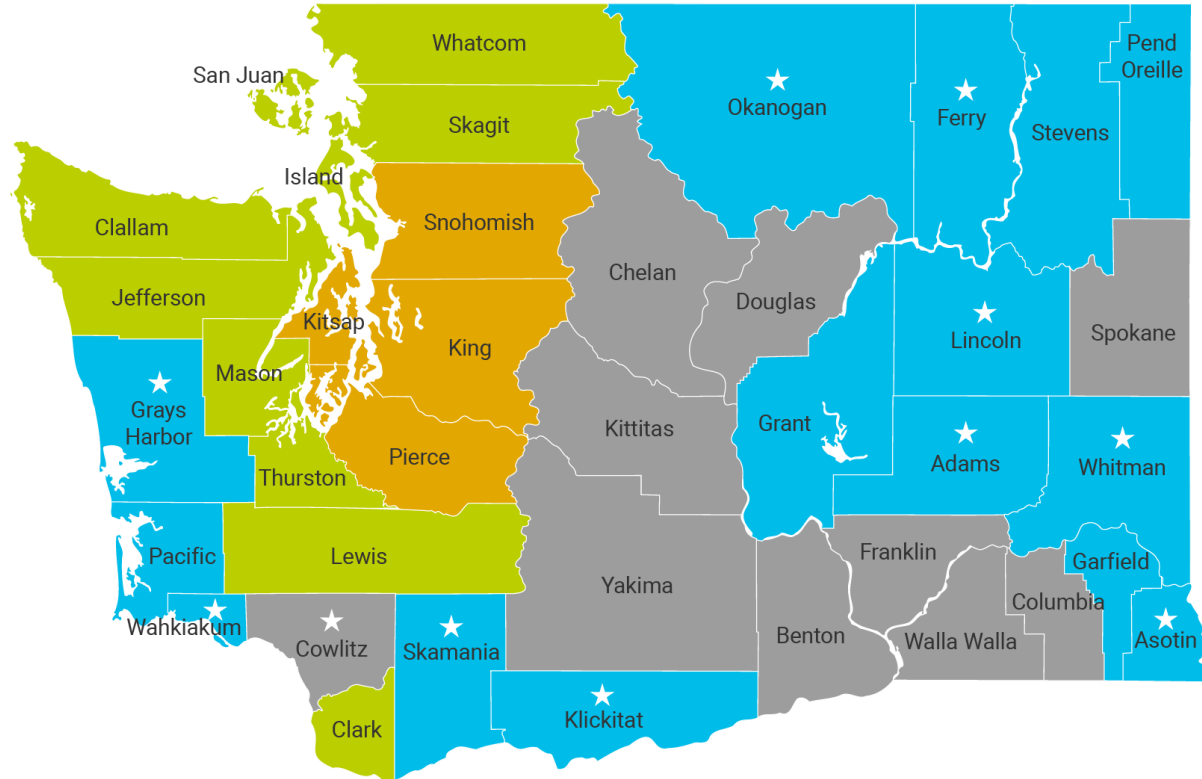 Whatcom
Pend
Oreille
San Juan
Okanogan
Ferry
Stevens
Skagit
Island
Snohomish
Clallam
Chelan
Jefferson
Douglas
Kitsap
Spokane
Lincoln
King
Mason
Grays
Harbor
Kittitas
Grant
Pierce
Adams
Whitman
Thurston
Pacific
Lewis
Franklin
Garfield
Yakima
Columbia
Wahkiakum
Cowlitz
Skamania
Benton
Walla Walla
Asotin
Klickitat
Clark